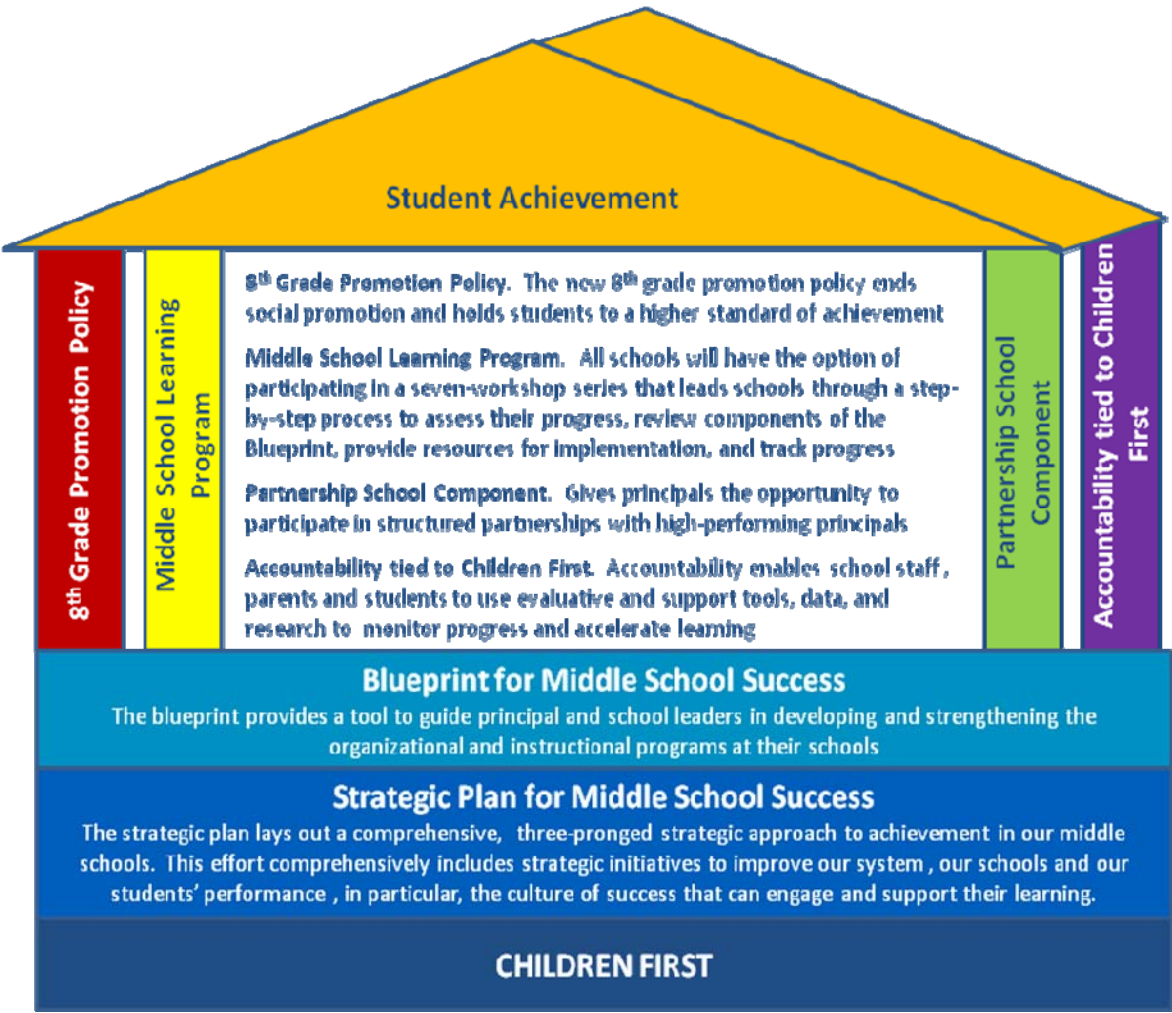 Student Achievement
8th Grade Promotion Policy
Middle School Learning
Program
8th Grade Promotion Policy. The new 8th grade promotion policy ends
social promotion and holds students to a higher standard of achievement
Middle School Learning Program. All schools will have the option of
participating in a seven-workshop series that leads schools through a step-
by-step process to assess their progress, review components of the
Blueprint, provide resources for implementation, and track progress
Partnership School Component. Gives principals the opportunity to
participate in structured partnerships with high-performing principals
Accountability tied to Children First. Accountability enables school staff,
parents and students to use evaluative and support tools, data, and
research to monitor progress and accelerate learning
Partnership School
Component
Accountability tied to Children
First
Blueprint for Middle School Success
The blueprint provides a tool to guide principal and school leaders in developing and strengthening the
organizational and instructional programs at their schools
Strategic Plan for Middle School Success
The strategic plan lays out a comprehensive, three-pronged strategic approach to achievement in our middle
schools. This effort comprehensively includes strategic initiatives to improve our system, our schools and our
students' performance, in particular, the culture of success that can engage and support their learning.
CHILDREN FIRST